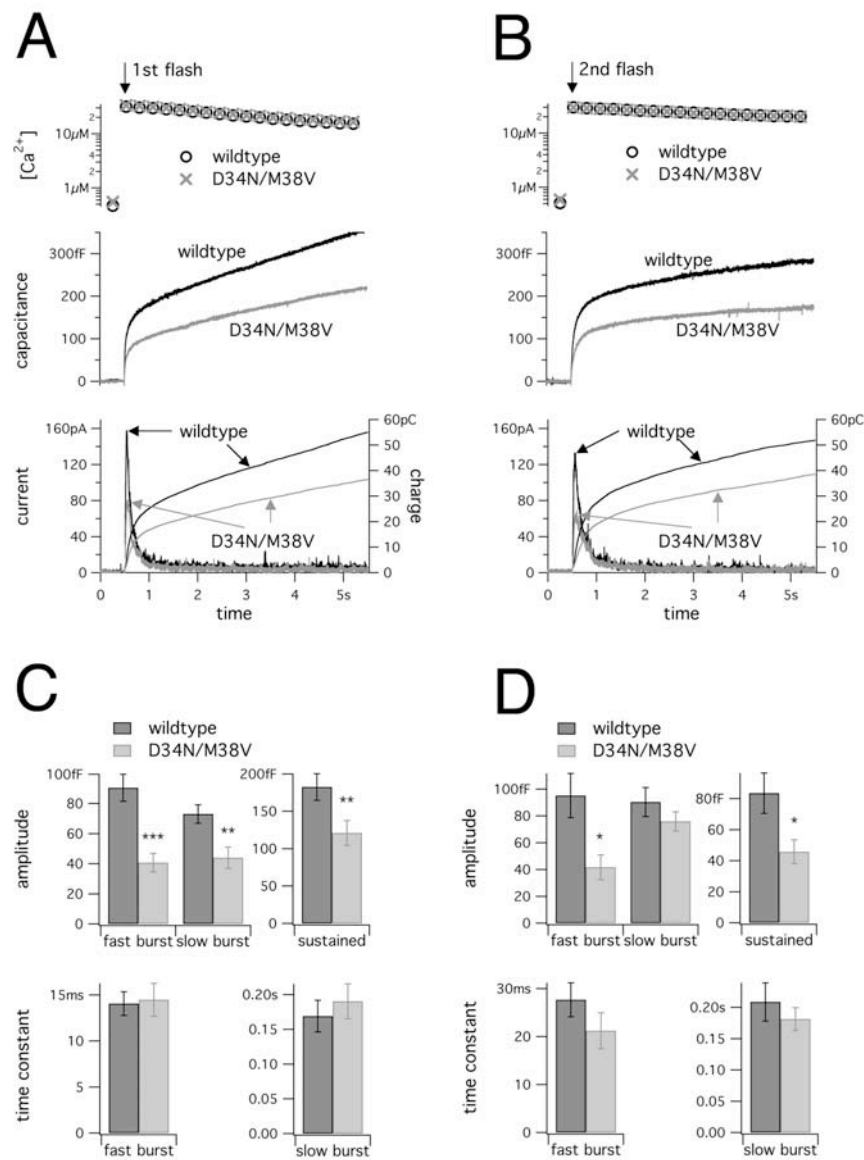 A
1st flash
[Ca2+]
2
10µM
4
2
1µM
wildtype
D34N/M38V
capacitance
300fF
200
100
0
wildtype
D34N/M38V
current
160pA
120
80
40
0
wildtype
D34N/M38V
60pC
50
40
30
20
10
0
charge
0 1 2 3 4 5s
time
B
2nd flash
2
10µM
4
2
1µM
wildtype
D34N/M38V
300fF
200
100
0
wildtype
D34N/M38V
160pA
120
80
40
0
wildtype
D34N/M38V
60pC
50
40
30
20
10
0
0 1 2 3 4 5s
time
C
wildtype
D34N/M38V
amplitude
100fF
80
60
40
20
0
*** **
fast burst slow burst
200fF
150
100
50
0
**
sustained
time constant
15ms
10
5
0
fast burst
0.20s
0.15
0.10
0.05
0.00
slow burst
D
wildtype
D34N/M38V
amplitude
100fF
80
60
40
20
0
*
fast burst slow burst
80fF
60
40
20
0
*
sustained
time constant
30ms
20
10
0
fast burst
0.20s
0.15
0.10
0.05
0.00
slow burst